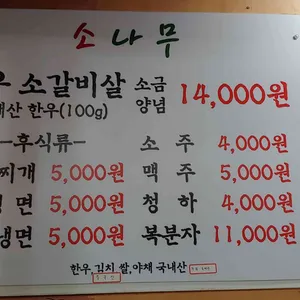 소나무
소갈비살 소금 양념 14,000원
한우(100g)
-후식류- 소주 4,000원
찌개 5,000원 맥주 5,000원
면 5,000원 청하 4,000원
냉면 5,000원 복분자 11,000원
한우,김치 쌀,야채 국내산